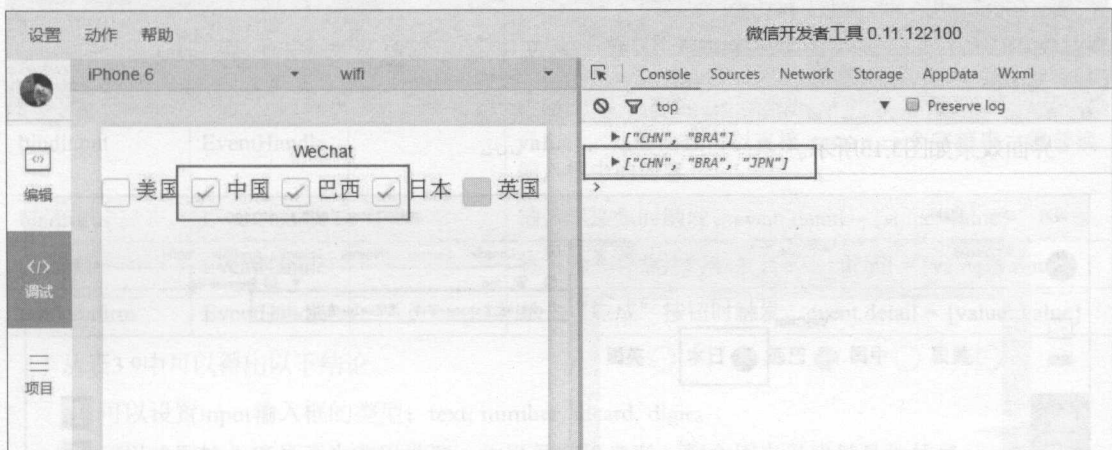 设置 动作 帮助 微信开发者工具 0.11.122100
iPhone 6 wifi
Console Sources Network Storage AppData Wxml
top Preserve log
编辑
调试
项目
WeChat
美国 中国 巴西 日本 英国
["CHN", "BRA"]
["CHN", "BRA", "JPN"]